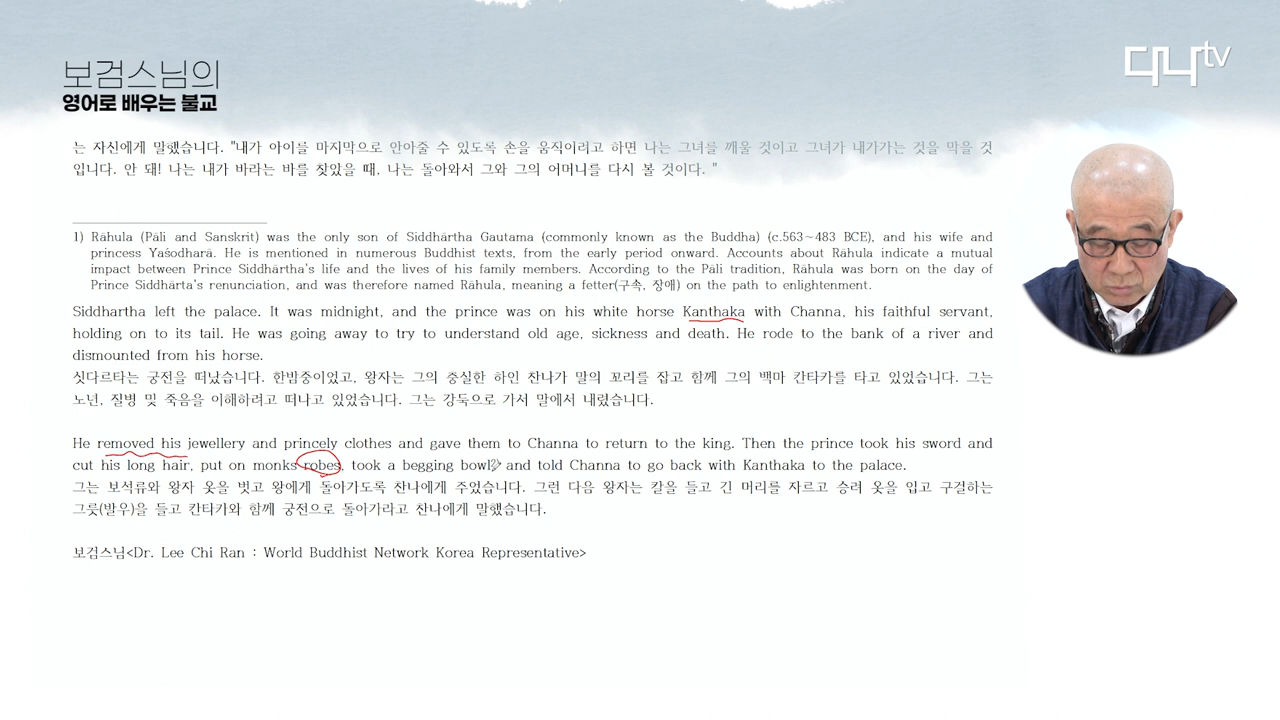 보검스님의
영어로 배우는 불교
디나tv
는 자신에게 말했습니다. "내가 아이를 마지막으로 안아줄 수 있도록 손을 움직이려고 하면 나는 그녀를 깨울 것이고 그녀가 내가가는 것을 막을 것
입니다. 안 돼! 나는 내가 바라는 바를 찾았을 때, 나는 돌아와서 그와 그의 어머니를 다시 볼 것이다. "
1) Rāhula (Pāli and Sanskrit) was the only son of Siddhārtha Gautama (commonly known as the Buddha) (c.563~483 BCE), and his wife and
princess Yaśodharā. He is mentioned in numerous Buddhist texts, from the early period onward. Accounts about Rāhula indicate a mutual
impact between Prince Siddhārtha's life and the lives of his family members. According to the Pāli tradition, Rāhula was born on the day of
Prince Siddhārta's renunciation, and was therefore named Rāhula, meaning a fetter(구속, 장애) on the path to enlightenment.
Siddhartha left the palace. It was midnight, and the prince was on his white horse Kanthaka with Channa, his faithful servant,
holding on to its tail. He was going away to try to understand old age, sickness and death. He rode to the bank of a river and
dismounted from his horse.
싯다르타는 궁전을 떠났습니다. 한밤중이었고, 왕자는 그의 충실한 하인 찬나가 말의 꼬리를 잡고 함께 그의 백마 칸타카를 타고 있었습니다. 그는
노년, 질병 및 죽음을 이해하려고 떠나고 있었습니다. 그는 강둑으로 가서 말에서 내렸습니다.
He removed his jewellery and princely clothes and gave them to Channa to return to the king. Then the prince took his sword and
cut his long hair, put on monks robes, took a begging bowl, and told Channa to go back with Kanthaka to the palace.
그는 보석류와 왕자 옷을 벗고 왕에게 돌아가도록 찬나에게 주었습니다. 그런 다음 왕자는 칼을 들고 긴 머리를 자르고 승려 옷을 입고 구걸하는
그릇(발우)을 들고 칸타카와 함께 궁전으로 돌아가라고 찬나에게 말했습니다.
보검스님<Dr. Lee Chi Ran : World Buddhist Network Korea Representative>